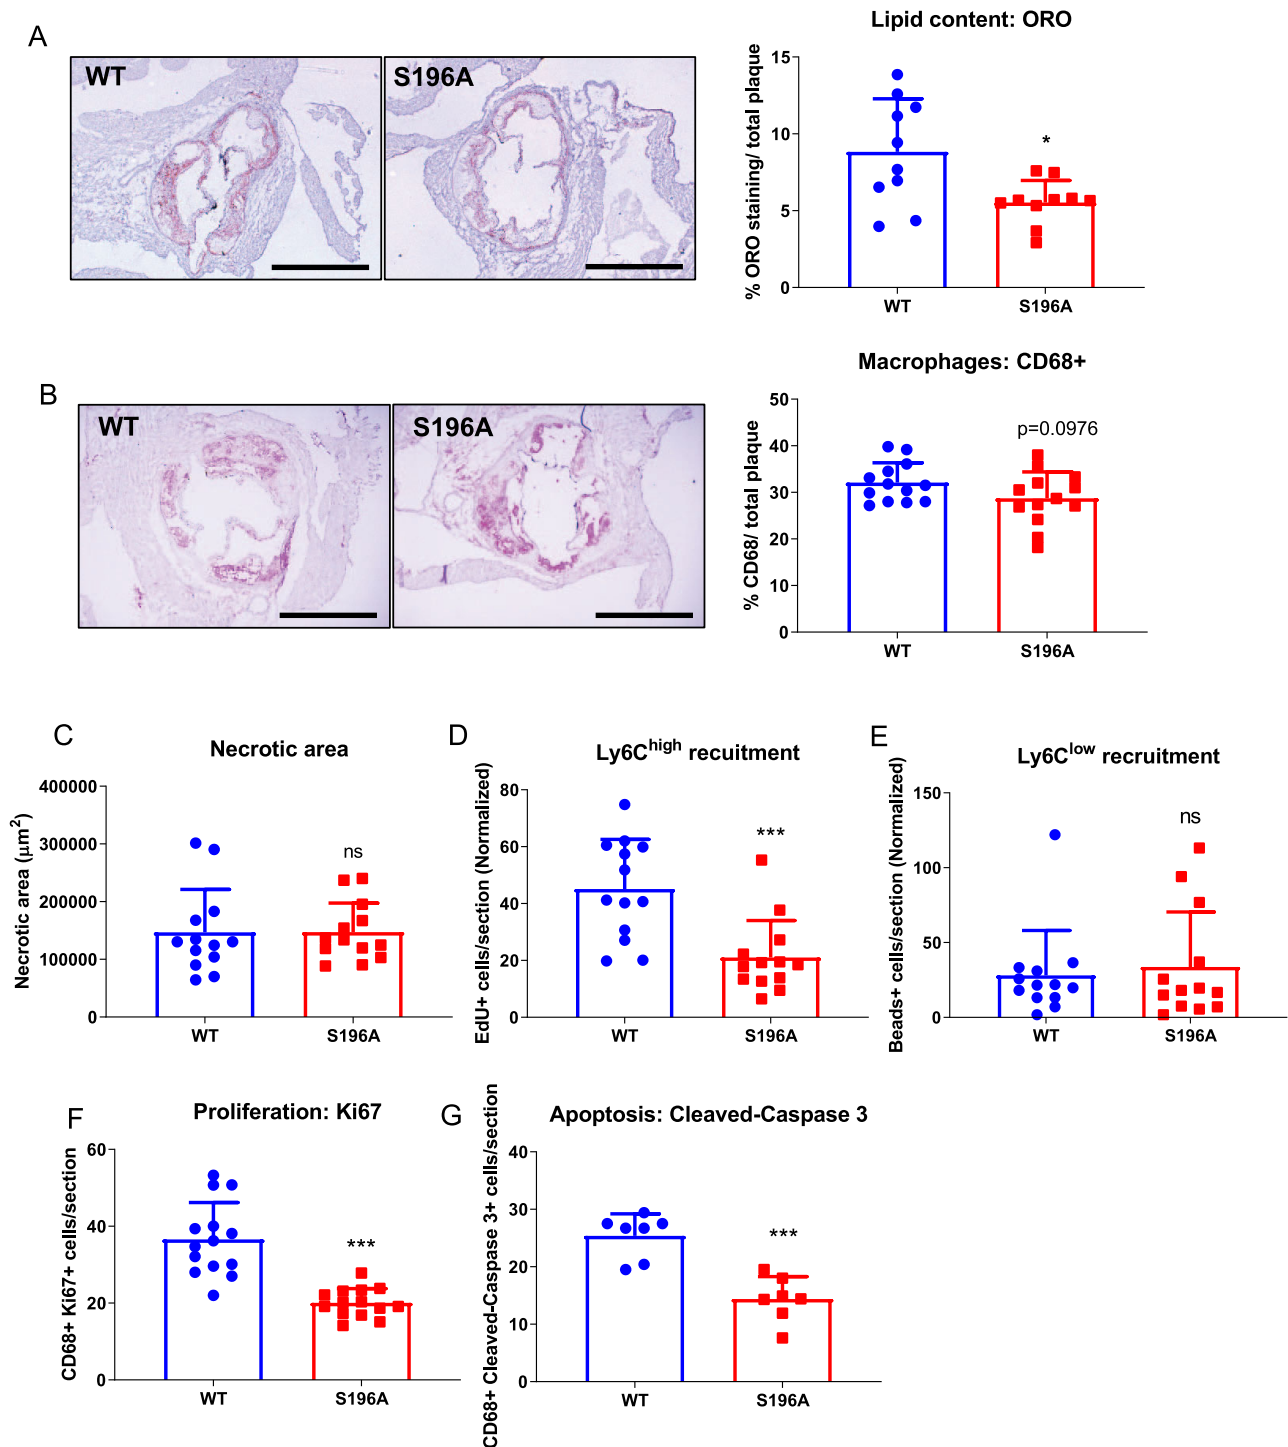 A
WT
S196A
Lipid content: ORO
% ORO staining/ total plaque
15
10
5
0
*
WT
S196A
B
WT
S196A
Macrophages: CD68+
% CD68/ total plaque
50
40
30
20
10
0
p=0.0976
WT
S196A
C
Necrotic area
Necrotic area (μm2)
400000
300000
200000
100000
0
ns
WT
S196A
D
Ly6Chigh recuitment
EdU+ cells/section (Normalized)
80
60
40
20
0
***
WT
S196A
E
Ly6Clow recruitment
Beads+ cells/section (Normalized)
150
100
50
0
ns
WT
S196A
F
Proliferation: Ki67
CD68+ Ki67+ cells/section
60
40
20
0
***
WT
S196A
G
Apoptosis: Cleaved-Caspase 3
CD68+ Cleaved-Caspase 3+ cells/section
40
30
20
10
0
***
WT
S196A